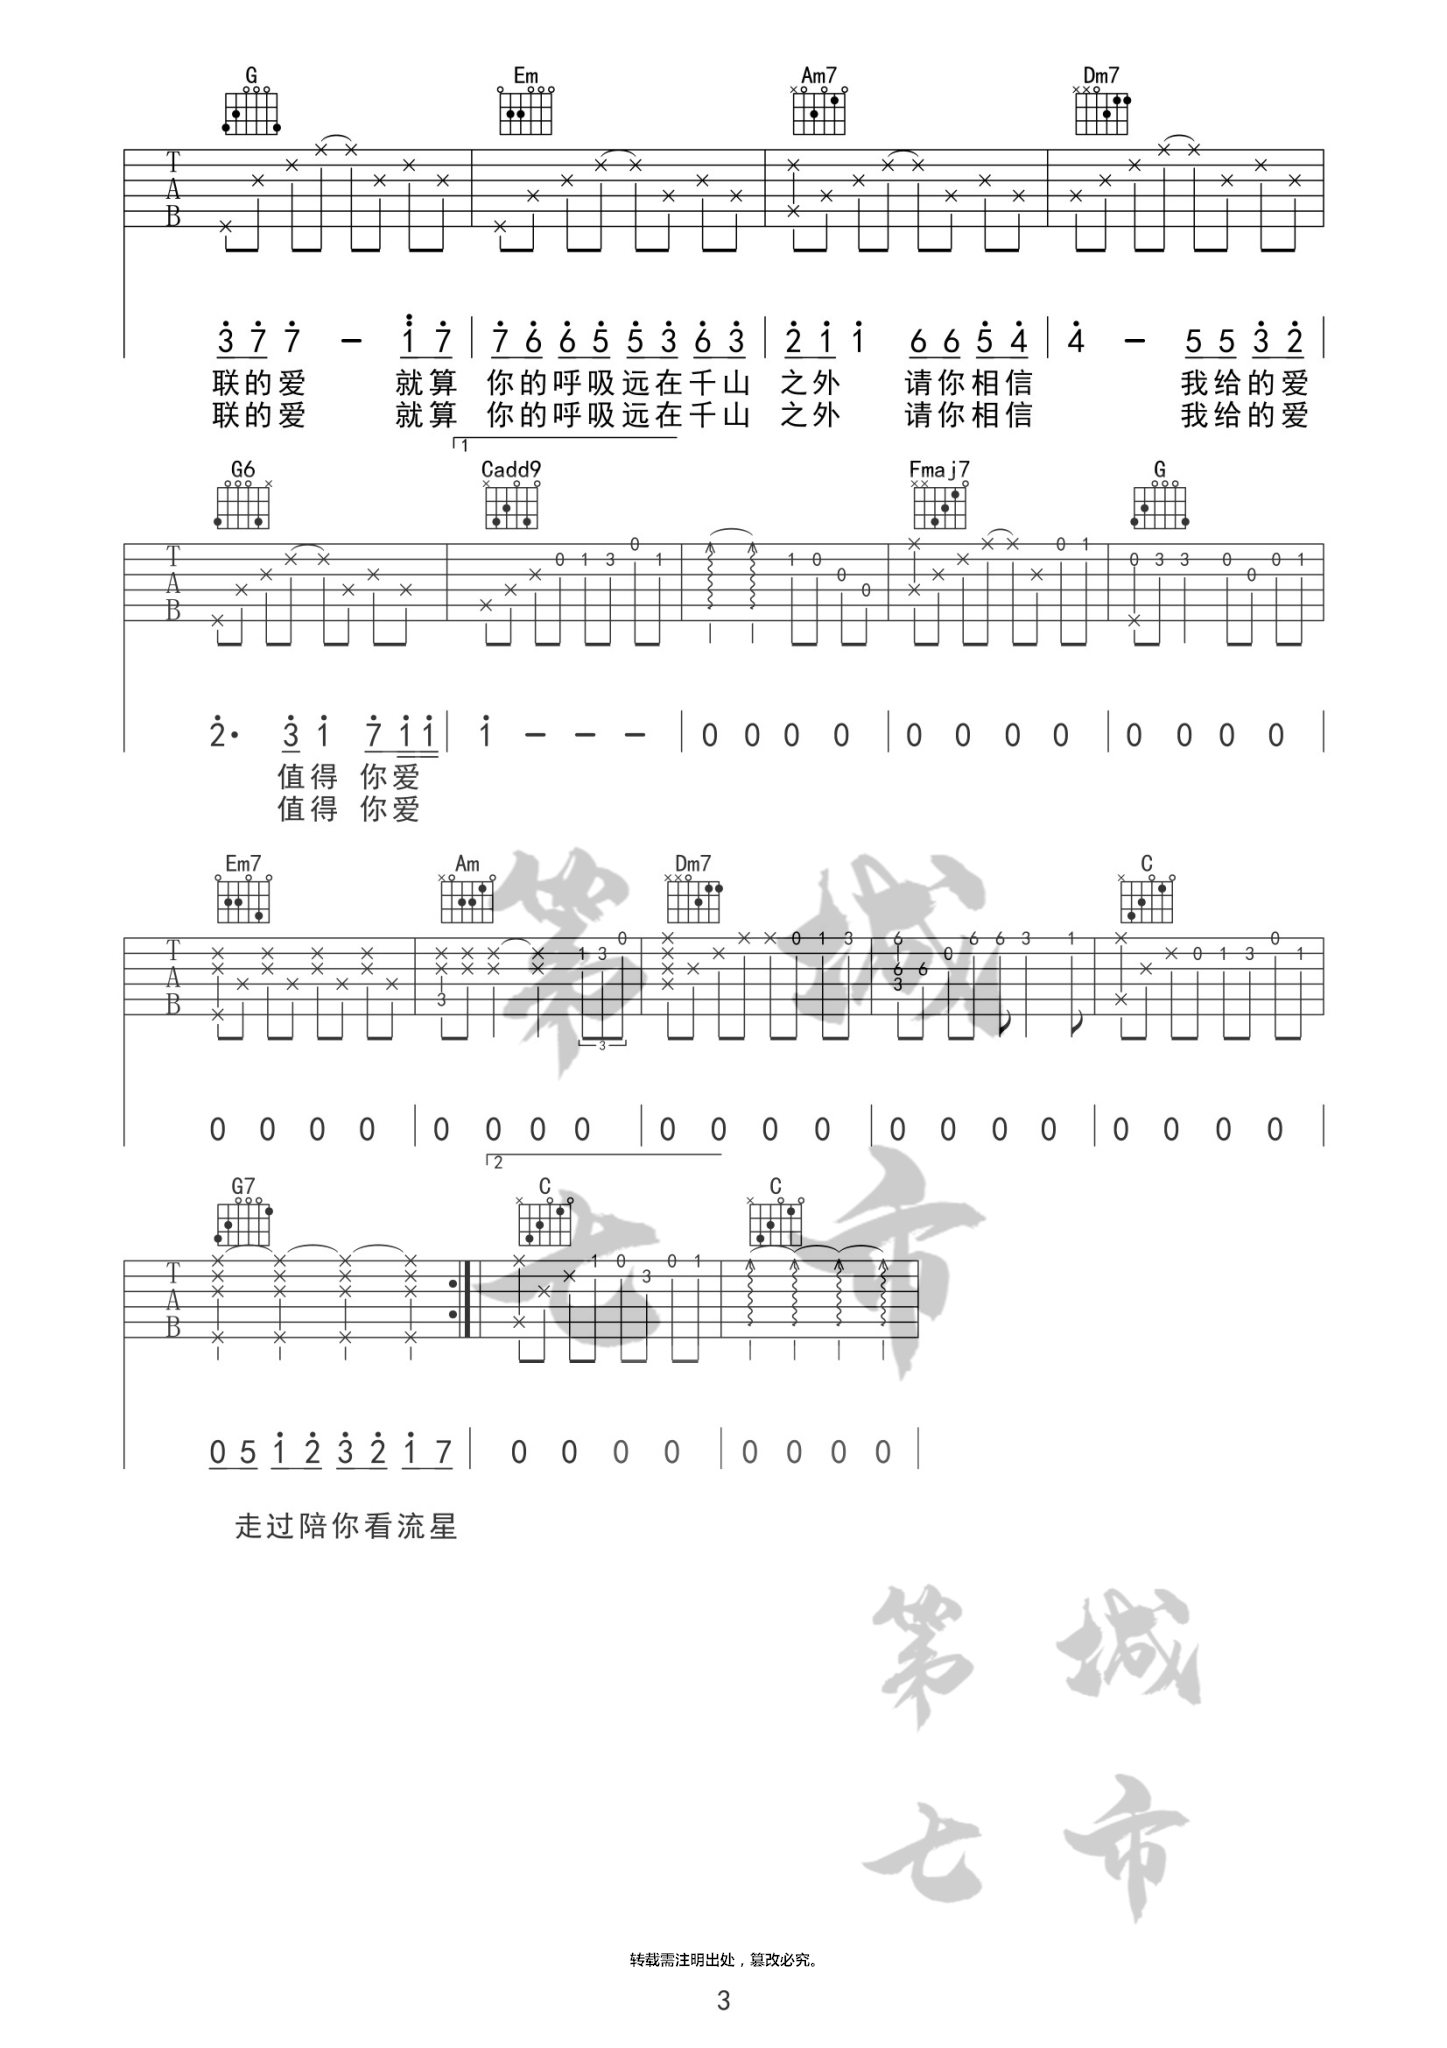 G Em Am7 Dm7
T
A
B
3 7 7 - 1 7 7 6 6 5 5 3 6 3 2 1 1 6 6 5 4 4 - 5 5 3 2
联的爱 就算 你的呼吸远在千山 之外 请你相信 我给的爱
联的爱 就算 你的呼吸远在千山 之外 请你相信 我给的爱
1
G6 Cadd9 Fmaj7 G
T
A
B
0 1 3 0 1 1 0 0 0 0 1 0 3 3 0 0 0 1
2· 3 1 7 1 1 1 - - - 0 0 0 0 0 0 0 0 0 0 0 0
值得 你爱
值得 你爱
Em7 Am Dm7 C
T
A
B
3 1 3 0 0 1 3 6 6 3 6 0 6 6 3 1 0 1 3 0 1
3
0 0 0 0 0 0 0 0 0 0 0 0 0 0 0 0 0 0 0 0
2
G7 C C
T
A
B
1 0 3 0 1
0 5 1 2 3 2 1 7 0 0 0 0 0 0 0 0
走过陪你看流星
第 城
七 市
第 城
七 市
转载需注明出处，篡改必究。
3